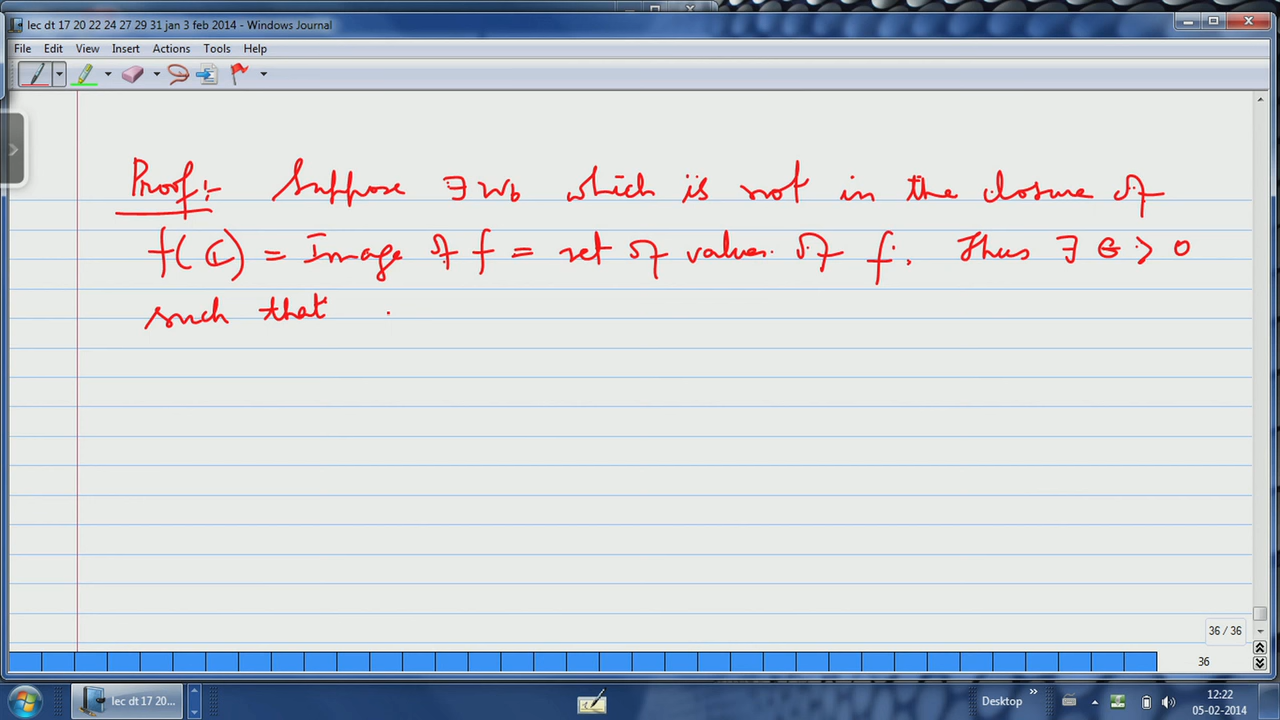 lec dt 17 20 22 24 27 29 31 jan 3 feb 2014 - Windows Journal
File Edit View Insert Actions Tools Help
Proof:- Suppose ∃ w₀ which is not in the closure of
f(ℂ) = Image of f = set of values of f. Thus ∃ ϵ > 0
such that
36 / 36
36
lec dt 17 20...
Desktop
12:22
05-02-2014